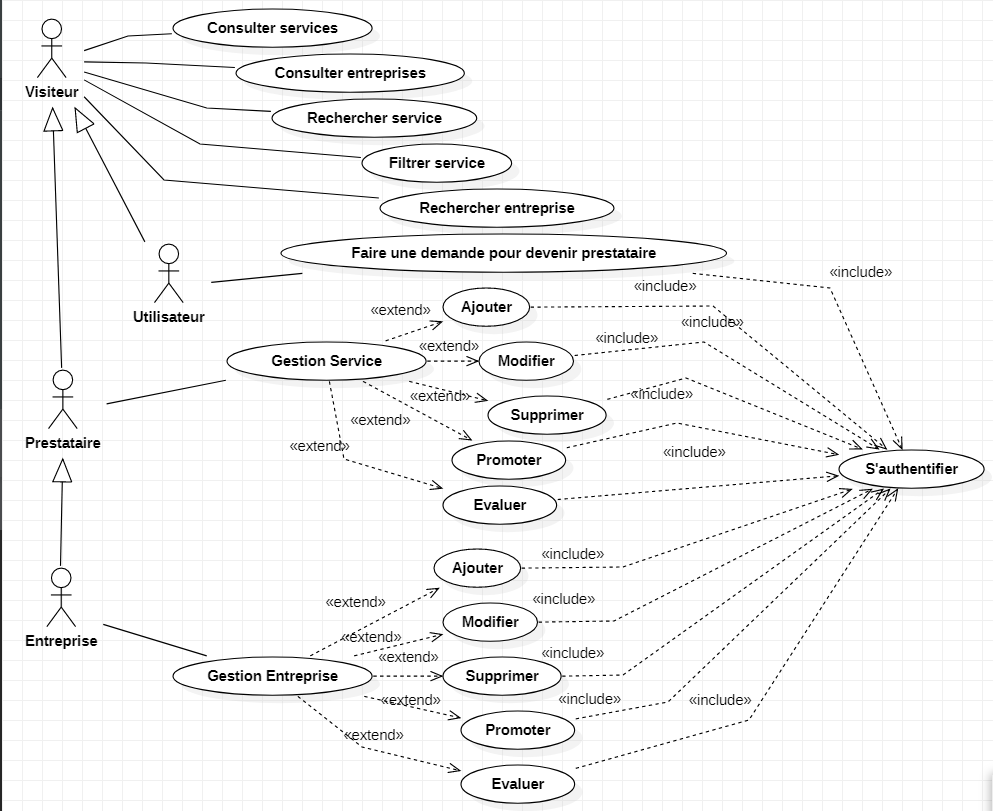 Consulter services
Visiteur
Consulter entreprises
Rechercher service
Filtrer service
Rechercher entreprise
Faire une demande pour devenir prestataire
Utilisateur
«include»
«include»
«extend»
Ajouter
«include»
«include»
«extend»
Gestion Service
Modifier
«extend»
«include»
Supprimer
«extend»
Prestataire
«extend»
Promoter
«include»
S'authentifier
Evaluer
«include»
Ajouter
«extend»
«include»
Modifier
«extend»
Entreprise
«extend»
«include»
Gestion Entreprise
Supprimer
«extend»
«include»
«include»
Promoter
«extend»
Evaluer